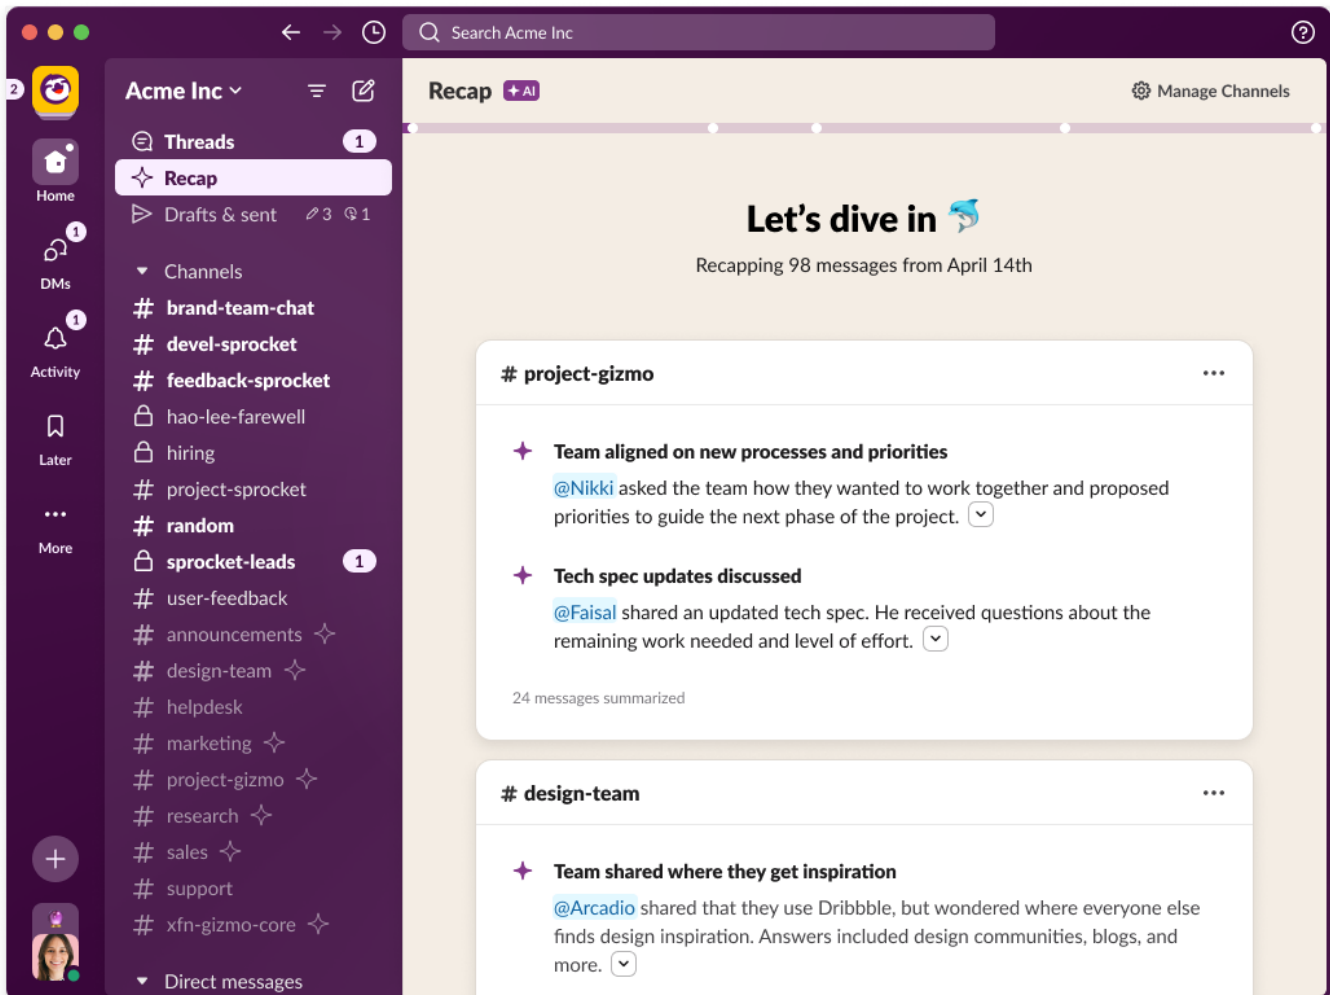 Search Acme Inc
2
Acme Inc
Home
1
DMs
1
Activity
Later
More
Threads 1
Recap
Drafts & sent 3 1
Channels
# brand-team-chat
# devel-sprocket
# feedback-sprocket
hao-lee-farewell
hiring
# project-sprocket
# random
sprocket-leads 1
# user-feedback
# announcements
# design-team
# helpdesk
# marketing
# project-gizmo
# research
# sales
# support
# xfn-gizmo-core
Direct messages
Recap AI
Manage Channels
Let's dive in
Recapping 98 messages from April 14th
# project-gizmo
Team aligned on new processes and priorities
@Nikki asked the team how they wanted to work together and proposed
priorities to guide the next phase of the project.
Tech spec updates discussed
@Faisal shared an updated tech spec. He received questions about the
remaining work needed and level of effort.
24 messages summarized
# design-team
Team shared where they get inspiration
@Arcadio shared that they use Dribbble, but wondered where everyone else
finds design inspiration. Answers included design communities, blogs, and
more.